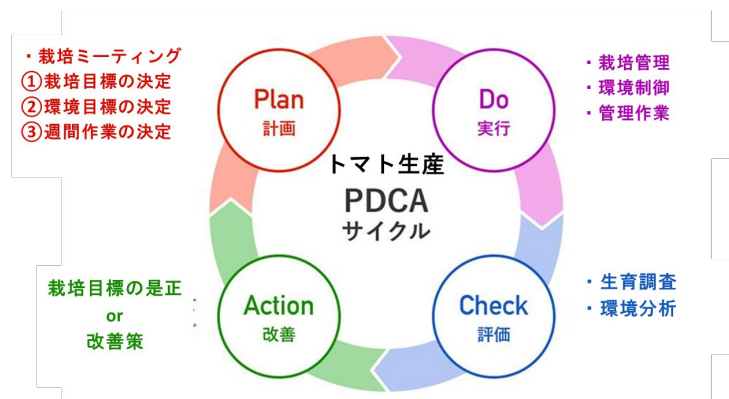 ・栽培ミーティング
①栽培目標の決定
②環境目標の決定
③週間作業の決定
Plan
計画
Do
実行
・栽培管理
・環境制御
・管理作業
トマト生産
PDCA
サイクル
栽培目標の是正
or
改善策
Action
改善
Check
評価
・生育調査
・環境分析